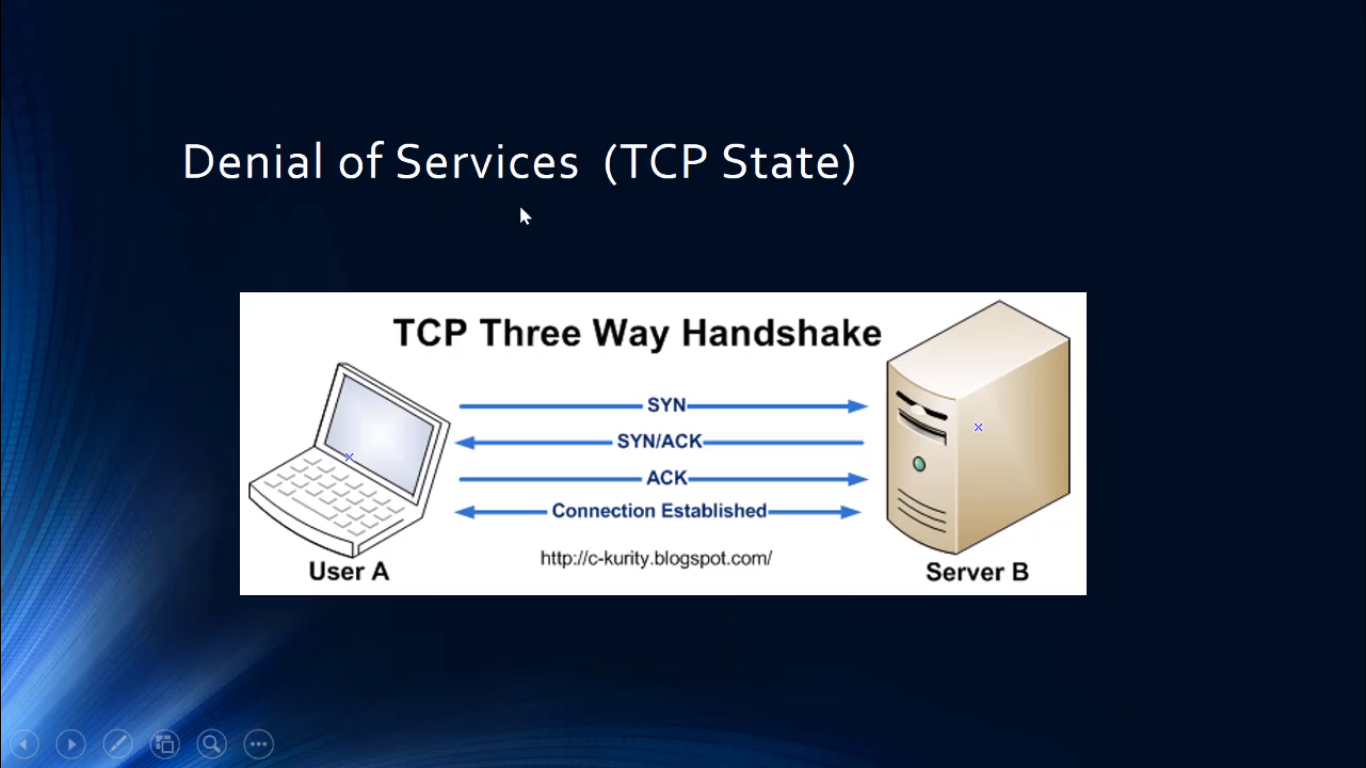 Denial of Services (TCP State)
TCP Three Way Handshake
SYN
SYN/ACK
ACK
Connection Established
http://c-kurity.blogspot.com/
User A
Server B